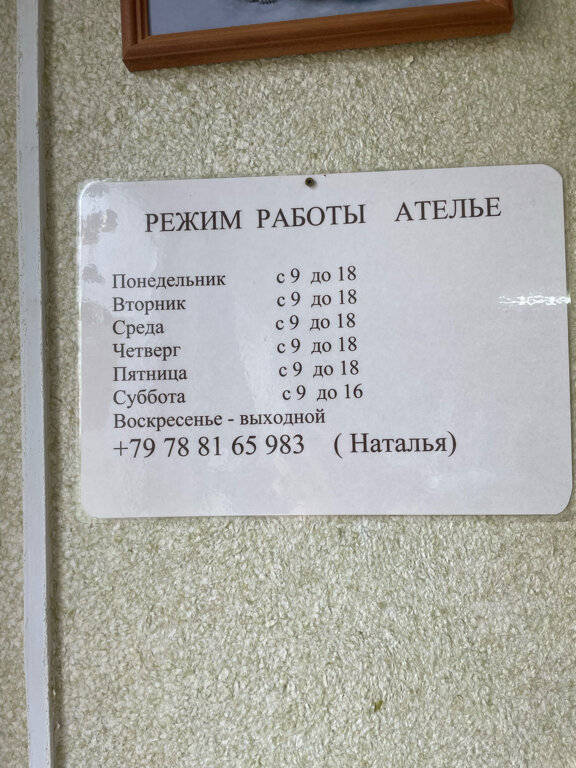 РЕЖИМ РАБОТЫ АТЕЛЬЕ
Понедельник с 9 до 18
Вторник с 9 до 18
Среда с 9 до 18
Четверг с 9 до 18
Пятница с 9 до 18
Суббота с 9 до 16
Воскресенье - выходной
+79 78 81 65 983 ( Наталья)